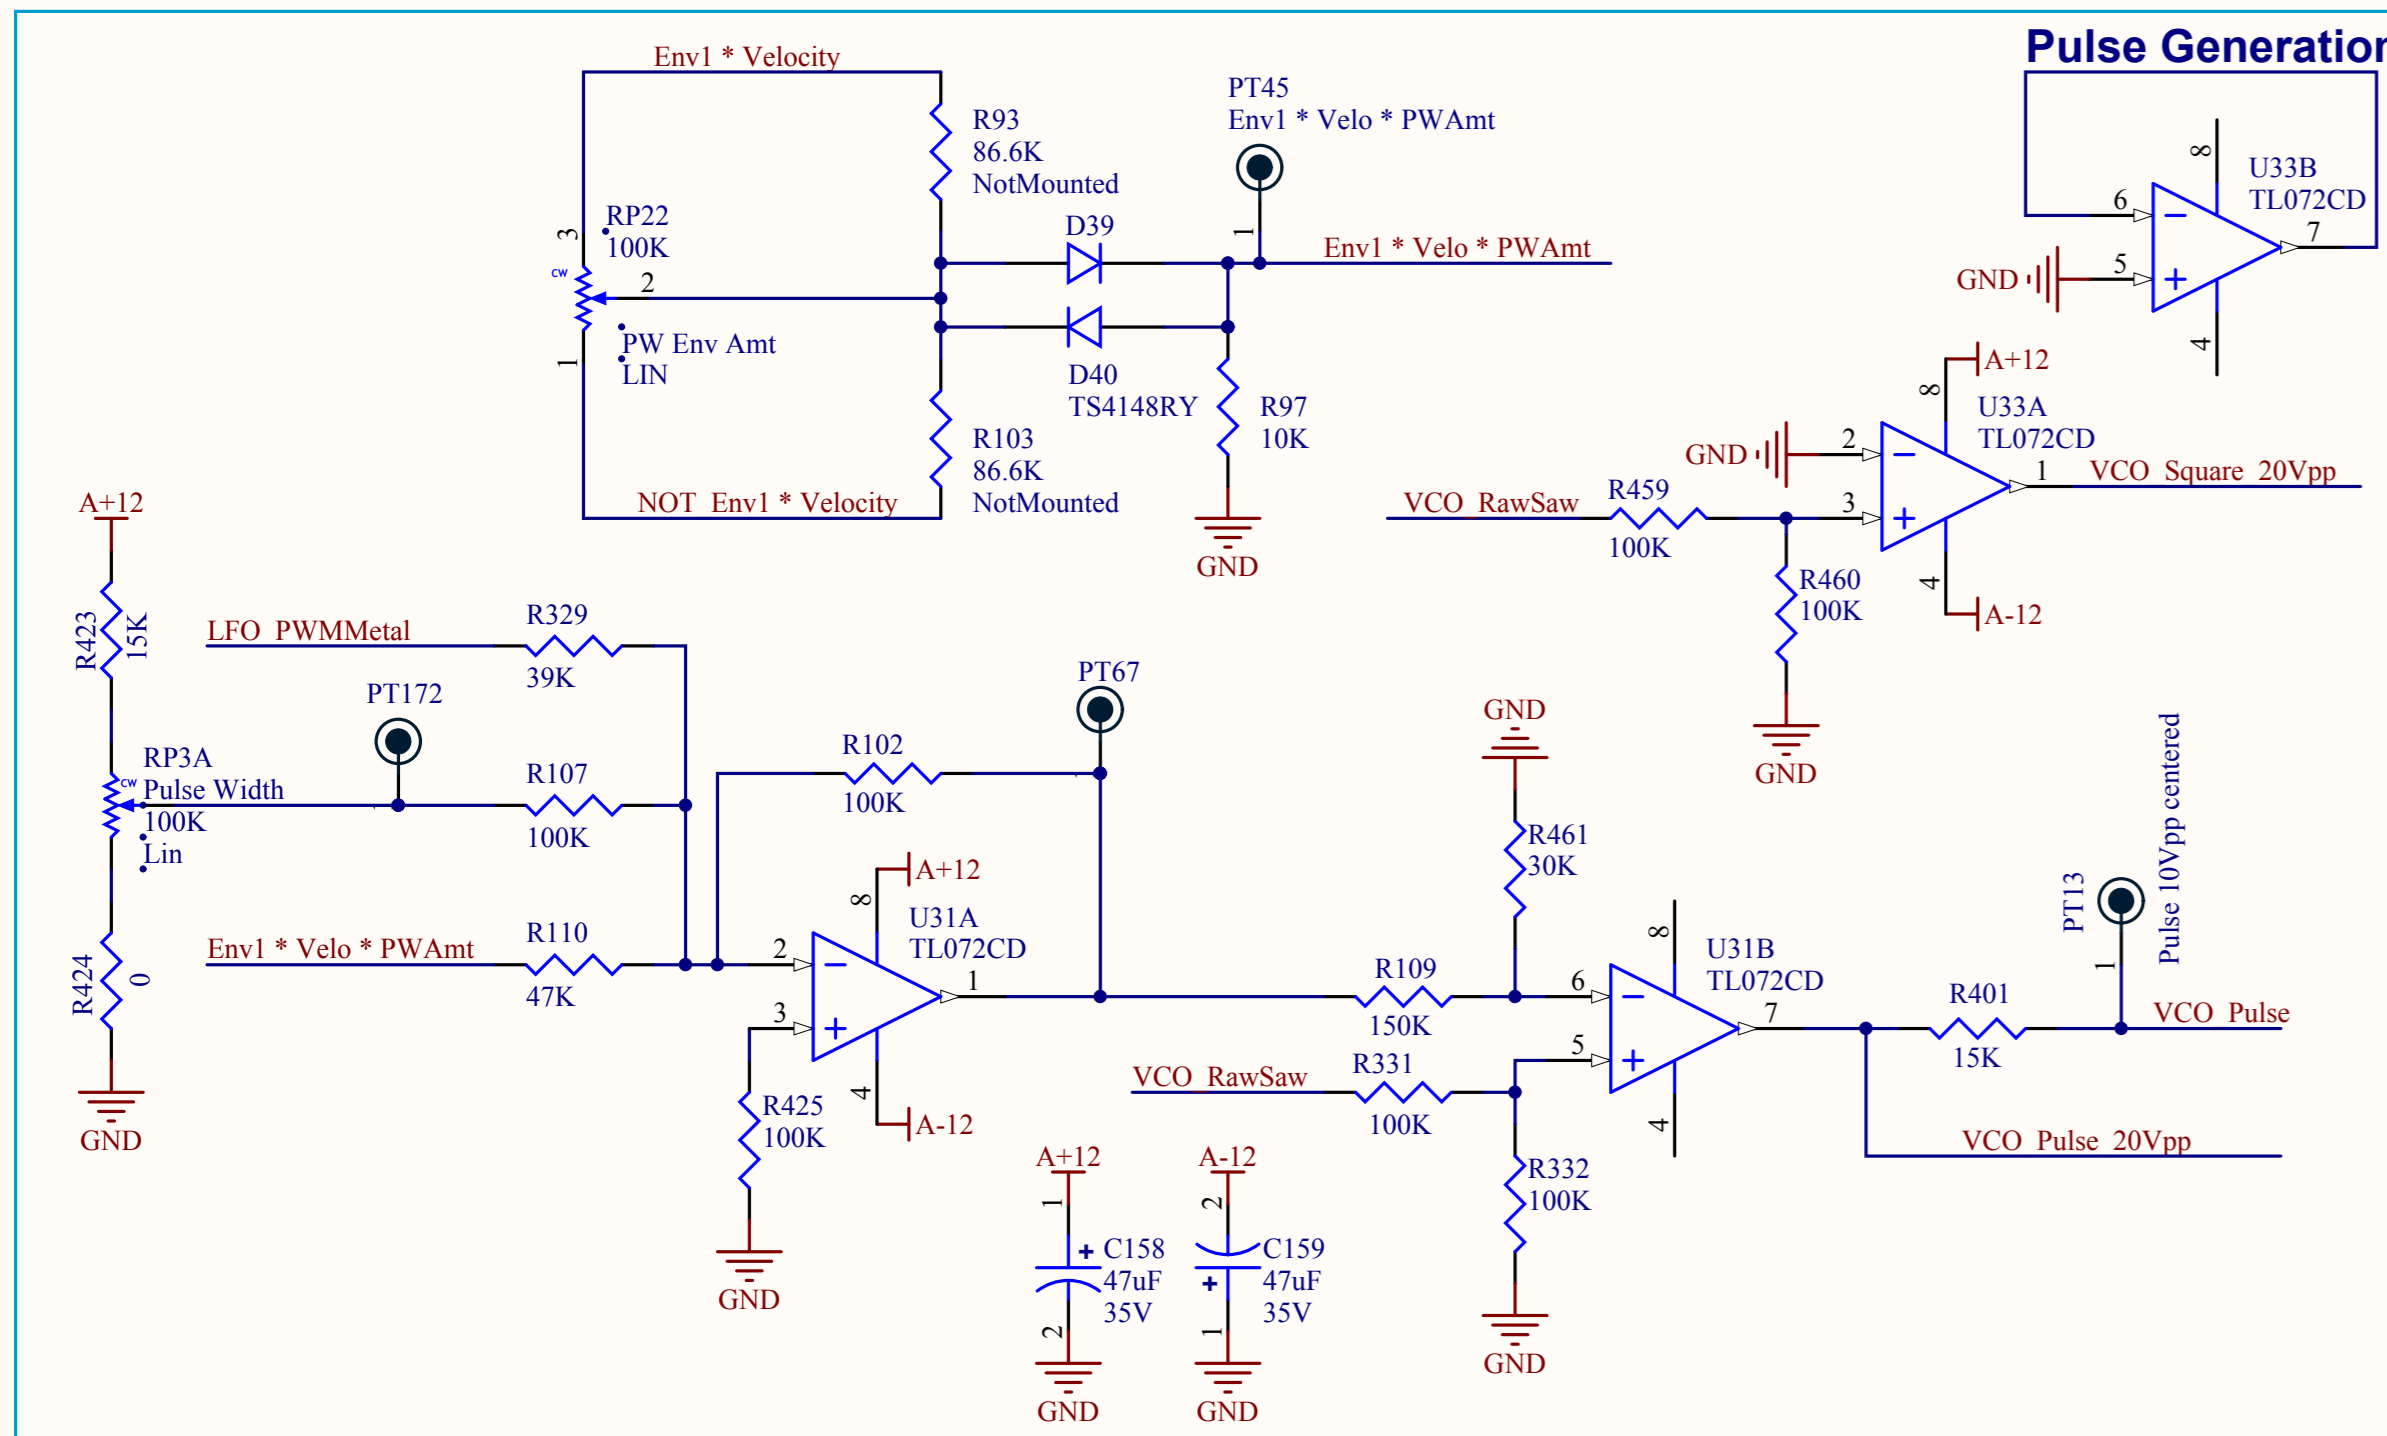 Pulse Generation
Env1 * Velocity
R93
86.6K
NotMounted
PT45
Env1 * Velo * PWAmt
1
RP22
100K
3
cw
2
1
PW Env Amt
LIN
D39
Env1 * Velo * PWAmt
D40
TS4148RY
R97
10K
GND
R103
86.6K
NotMounted
NOT Env1 * Velocity
8
U33B
TL072CD
6
7
5
GND
4
A+12
8
U33A
TL072CD
GND
2
1
VCO Square 20Vpp
VCO RawSaw
R459
100K
3
4
A-12
R460
100K
GND
A+12
R423
15K
LFO PWMMetal
R329
39K
PT172
RP3A
cw
Pulse Width
100K
Lin
R107
100K
R102
100K
PT67
R424
0
GND
Env1 * Velo * PWAmt
R110
47K
A+12
8
U31A
TL072CD
2
1
3
4
A-12
R425
100K
GND
GND
R461
30K
R109
150K
6
8
U31B
TL072CD
7
5
4
VCO RawSaw
R331
100K
R332
100K
GND
R401
15K
PT13
Pulse 10Vpp centered
1
VCO Pulse
VCO Pulse 20Vpp
A+12
1
+
C158
47uF
35V
2
GND
A-12
2
+
C159
47uF
35V
1
GND